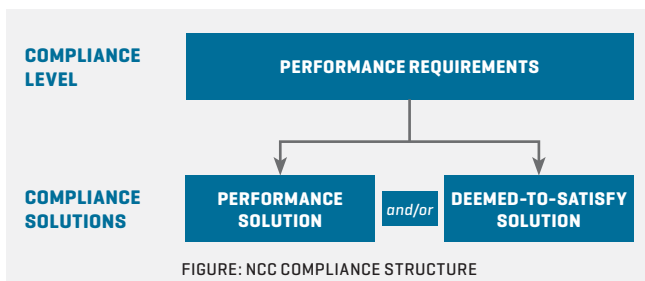 COMPLIANCE
LEVEL
PERFORMANCE REQUIREMENTS
COMPLIANCE
SOLUTIONS
PERFORMANCE
SOLUTION
and/or
DEEMED-TO-SATISFY
SOLUTION
FIGURE: NCC COMPLIANCE STRUCTURE